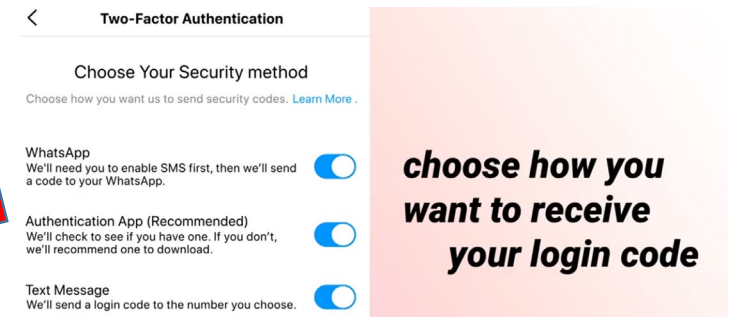 Two-Factor Authentication
Choose Your Security method
Choose how you want us to send security codes. Learn More .
WhatsApp
We'll need you to enable SMS first, then we'll send
a code to your WhatsApp.
Authentication App (Recommended)
We'll check to see if you have one. If you don't,
we'll recommend one to download.
Text Message
We'll send a login code to the number you choose.
choose how you
want to receive
your login code